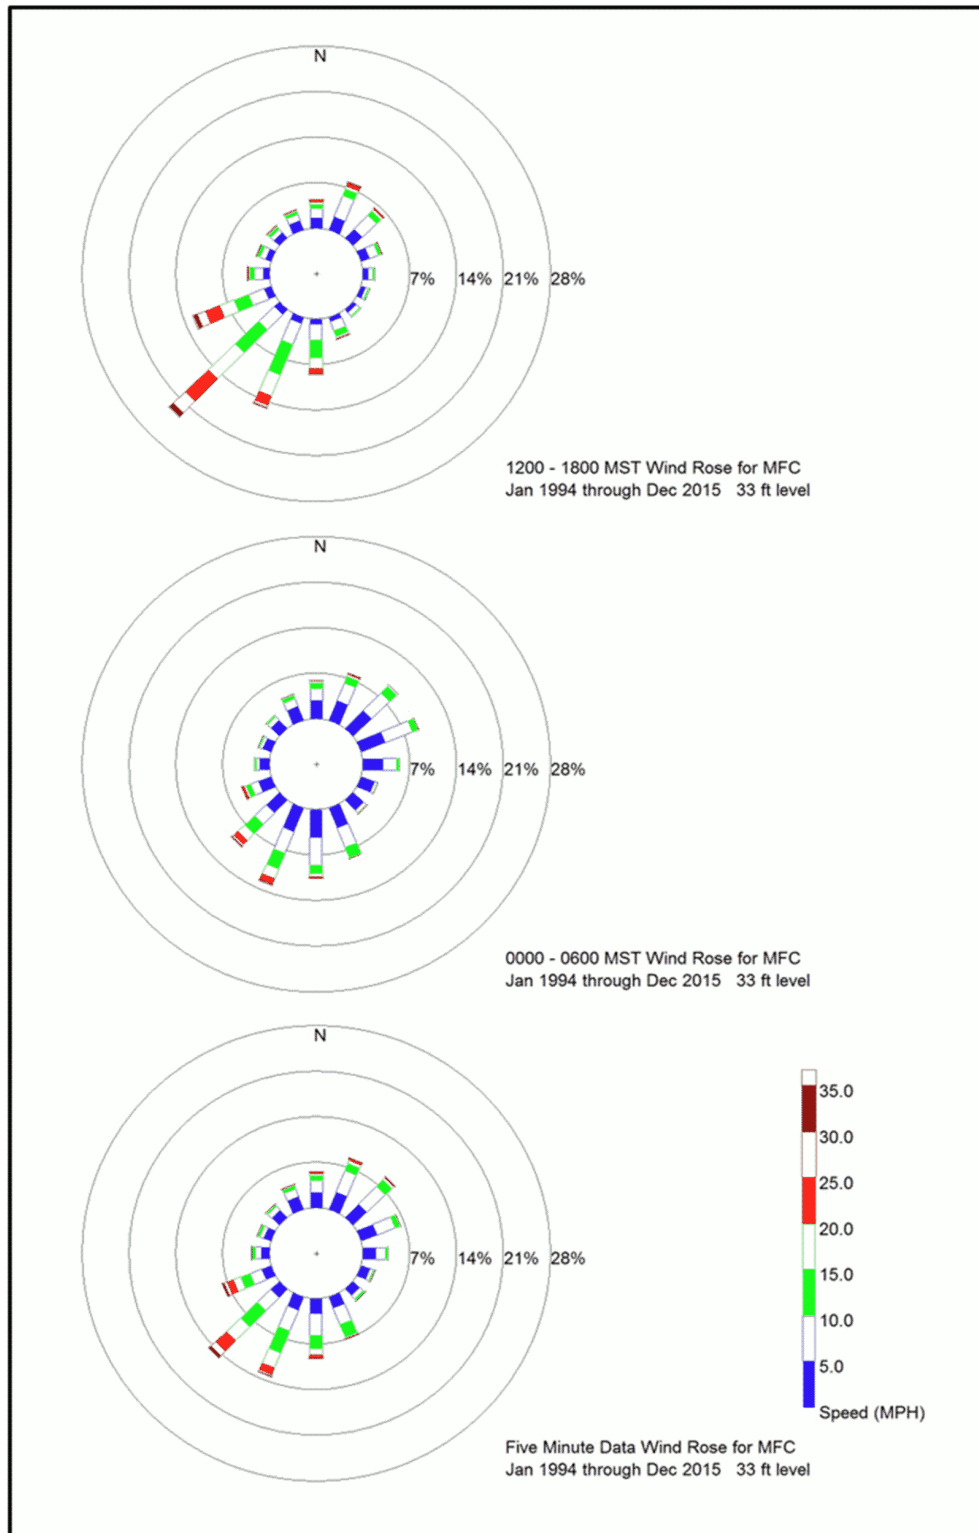 N
7% 14% 21% 28%
1200 - 1800 MST Wind Rose for MFC
Jan 1994 through Dec 2015 33 ft level
N
7% 14% 21% 28%
0000 - 0600 MST Wind Rose for MFC
Jan 1994 through Dec 2015 33 ft level
N
7% 14% 21% 28%
35.0
30.0
25.0
20.0
15.0
10.0
5.0
Speed (MPH)
Five Minute Data Wind Rose for MFC
Jan 1994 through Dec 2015 33 ft level